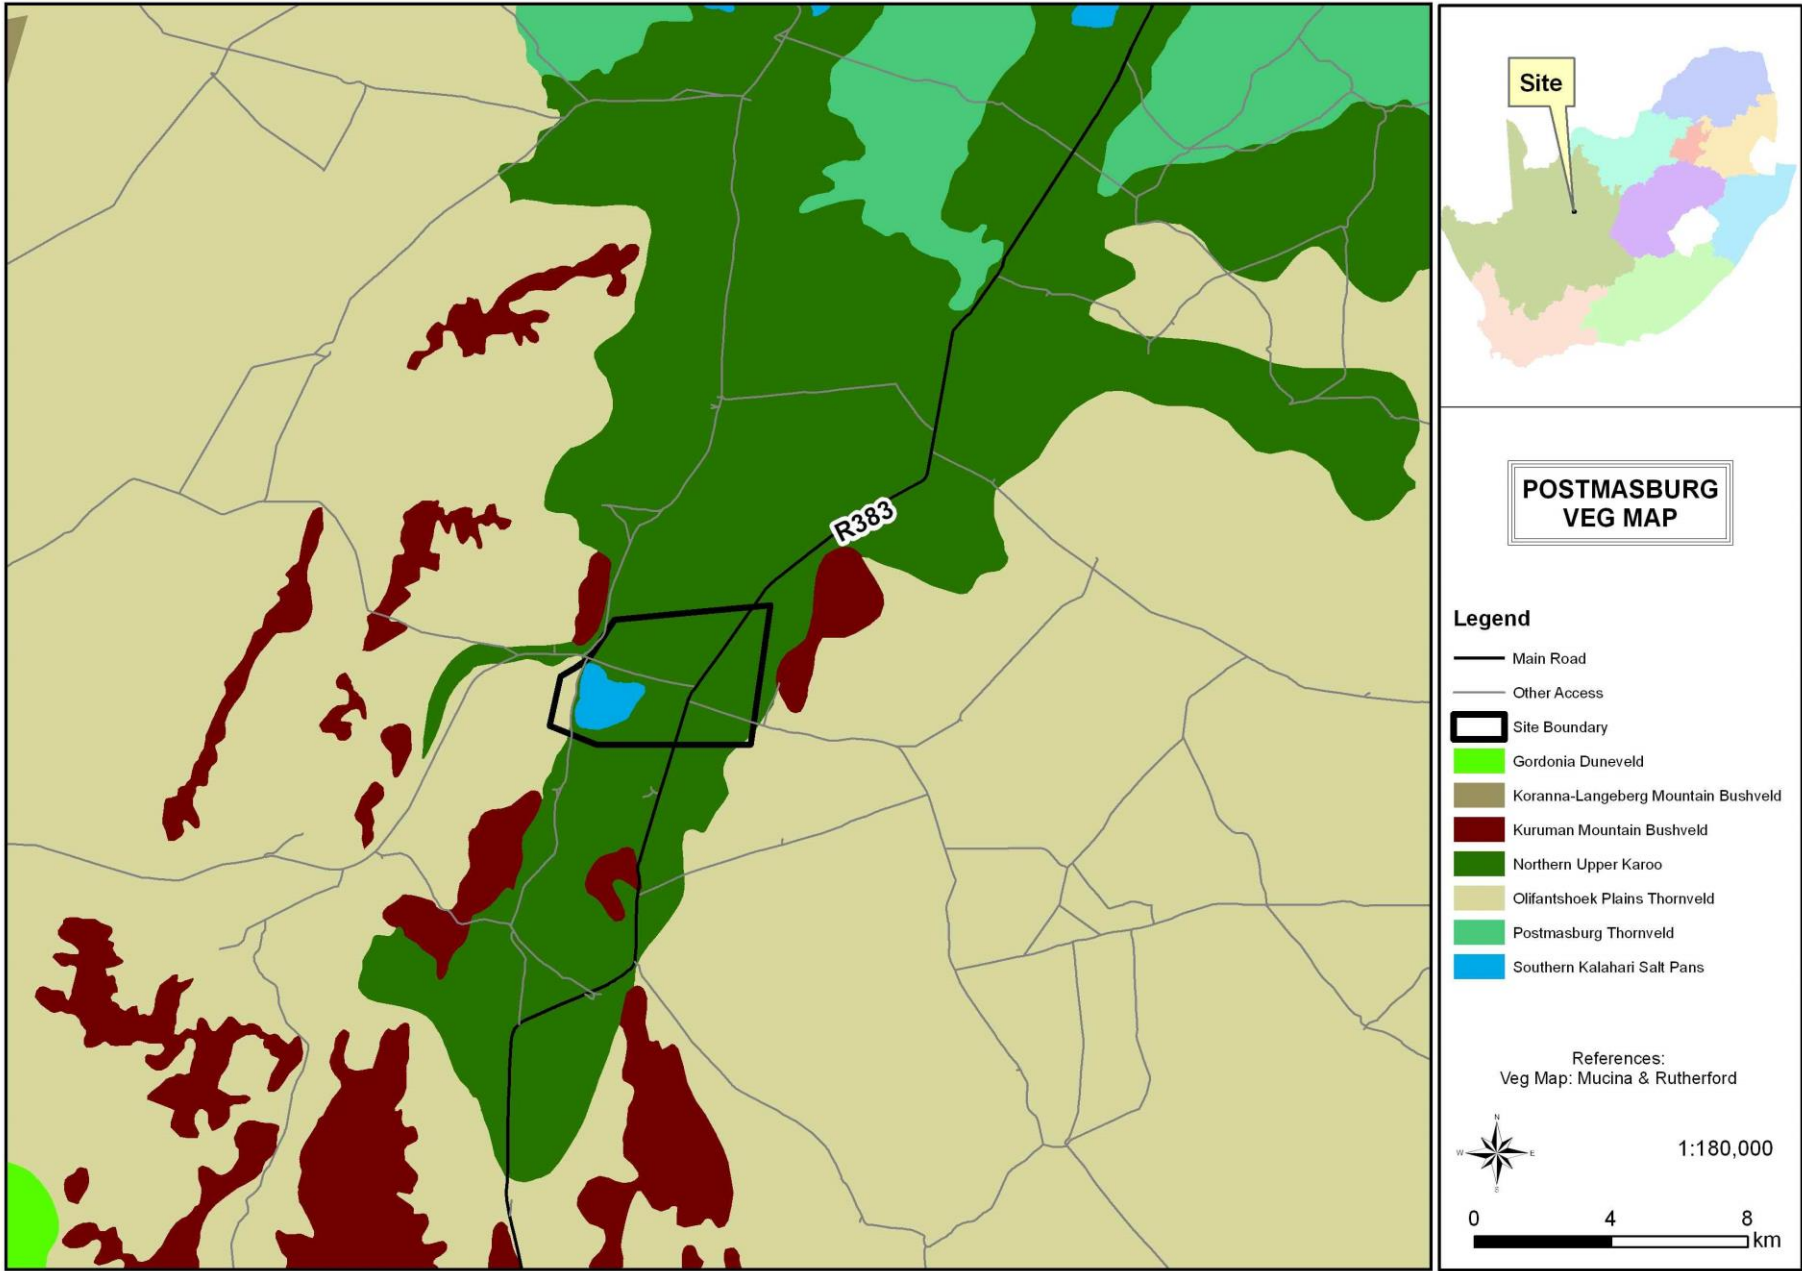 R383
Site
POSTMASBURG
VEG MAP
Legend
Main Road
Other Access
Site Boundary
Gordonia Duneveld
Koranna-Langeberg Mountain Bushveld
Kuruman Mountain Bushveld
Northern Upper Karoo
Olifantshoek Plains Thornveld
Postmasburg Thornveld
Southern Kalahari Salt Pans
References:
Veg Map: Mucina & Rutherford
N
W E
S
1:180,000
0 4 8
km